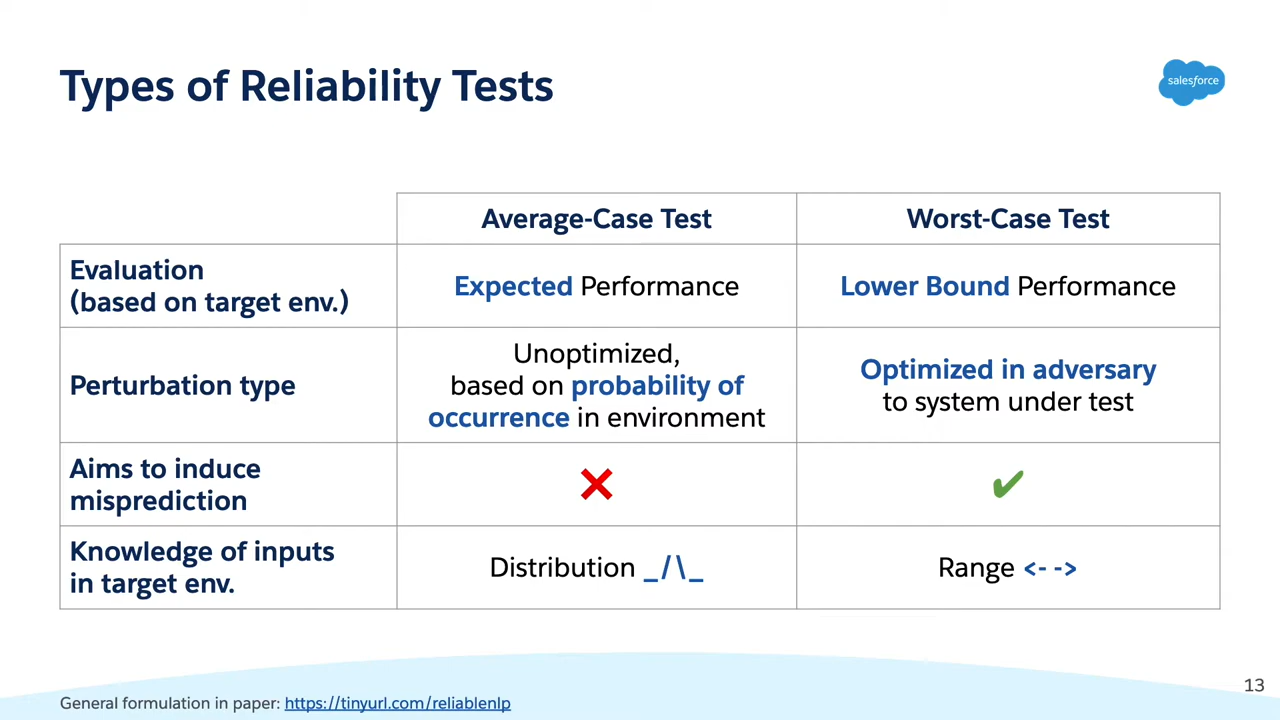 Types of Reliability Tests
salesforce
Average-Case Test
Worst-Case Test
Evaluation
(based on target env.)
Expected Performance
Lower Bound Performance
Perturbation type
Unoptimized,
based on probability of
occurrence in environment
Optimized in adversary
to system under test
Aims to induce
misprediction
❌
✔
Knowledge of inputs
in target env.
Distribution _/\_
Range <- ->
General formulation in paper: https://tinyurl.com/reliablenlp
13